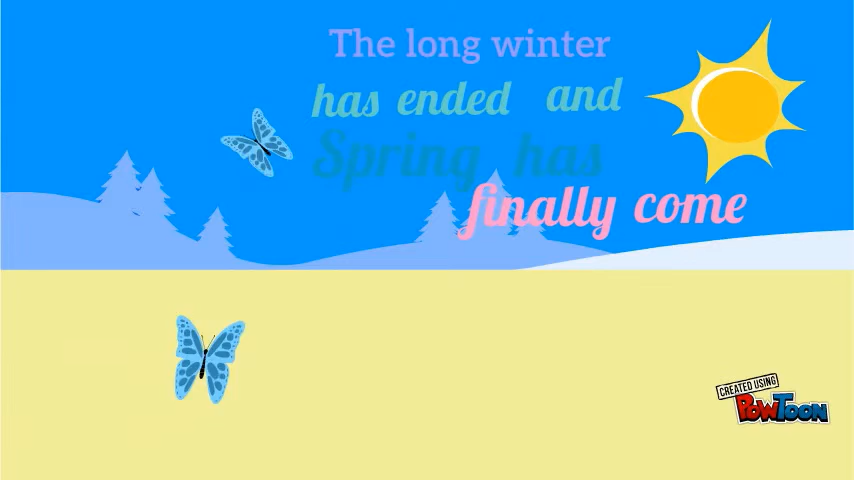 The long winter
has ended and
Spring has
finally come
CREATED USING
POWTOON